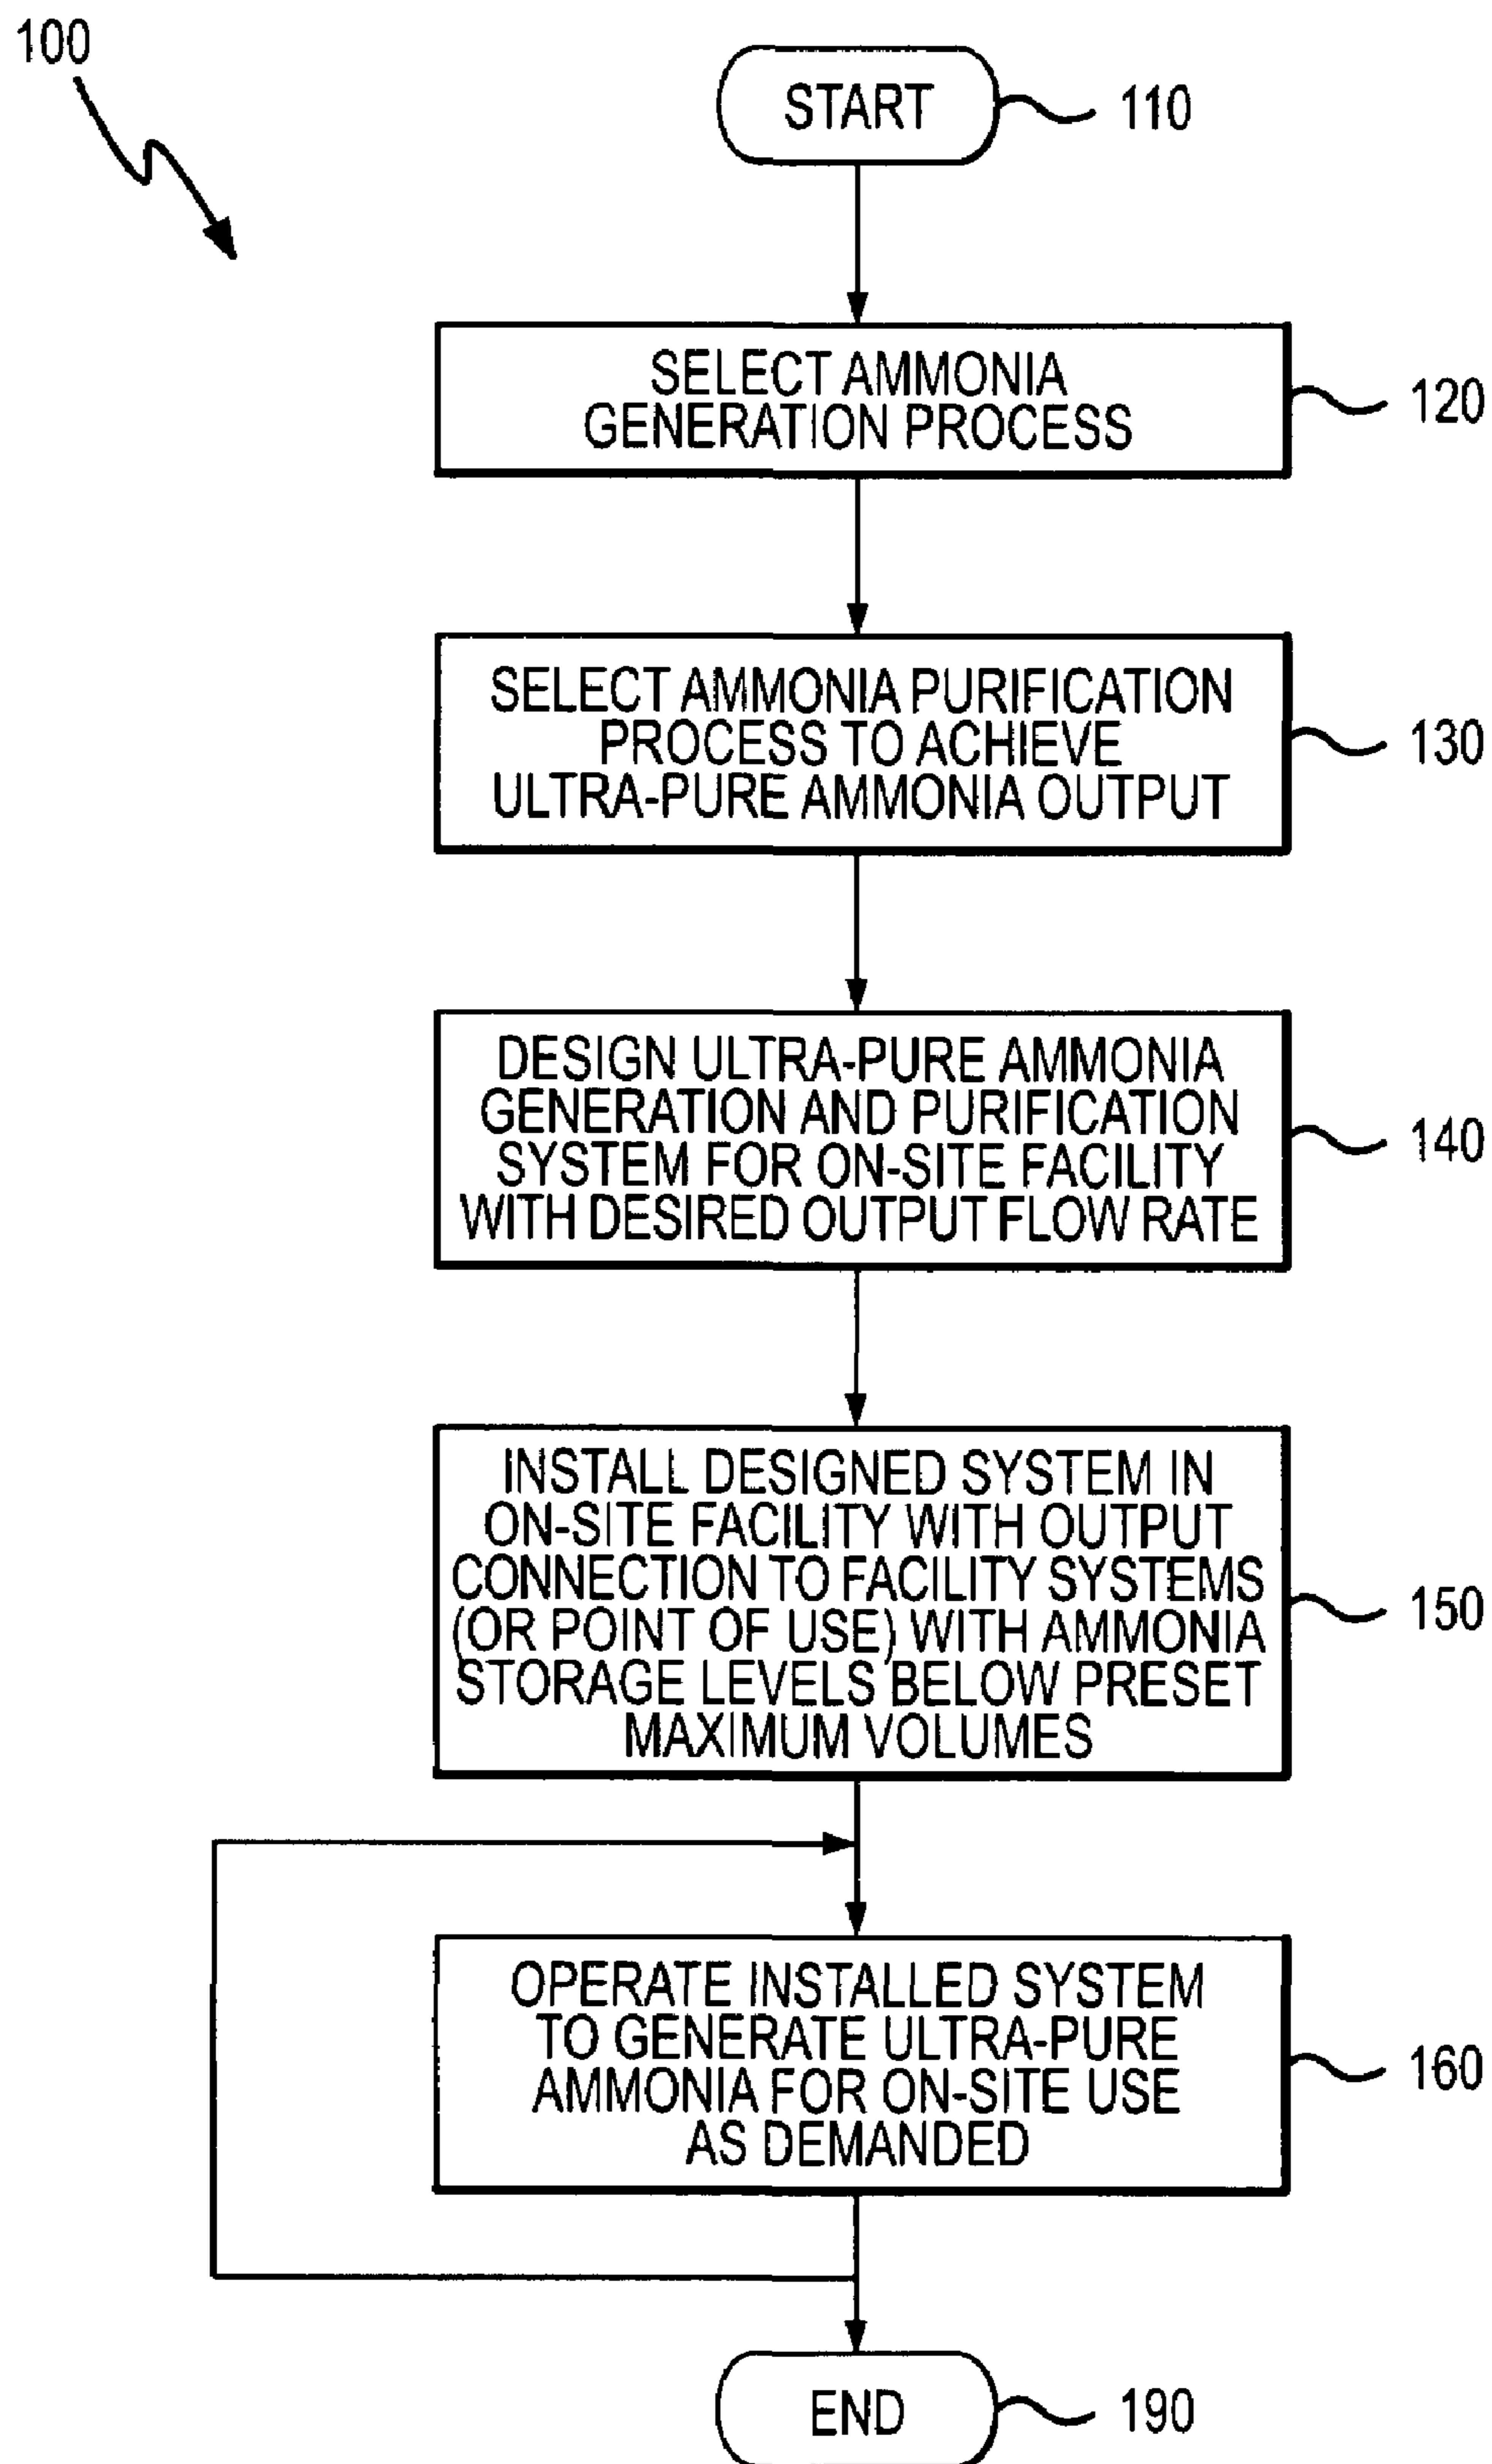 100
START
110
SELECT AMMONIA
GENERATION PROCESS
120
SELECT AMMONIA PURIFICATION
PROCESS TO ACHIEVE
ULTRA-PURE AMMONIA OUTPUT
130
DESIGN ULTRA-PURE AMMONIA
GENERATION AND PURIFICATION
SYSTEM FOR ON-SITE FACILITY
WITH DESIRED OUTPUT FLOW RATE
140
INSTALL DESIGNED SYSTEM IN
ON-SITE FACILITY WITH OUTPUT
CONNECTION TO FACILITY SYSTEMS
(OR POINT OF USE) WITH AMMONIA
STORAGE LEVELS BELOW PRESET
MAXIMUM VOLUMES
150
OPERATE INSTALLED SYSTEM
TO GENERATE ULTRA-PURE
AMMONIA FOR ON-SITE USE
AS DEMANDED
160
END
190